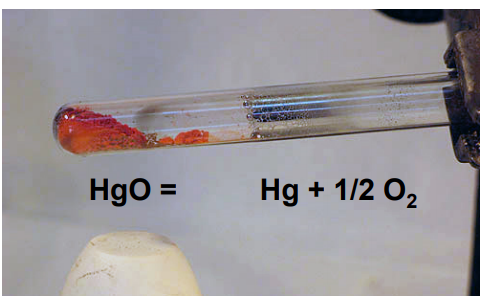 HgO = Hg + 1/2 O₂